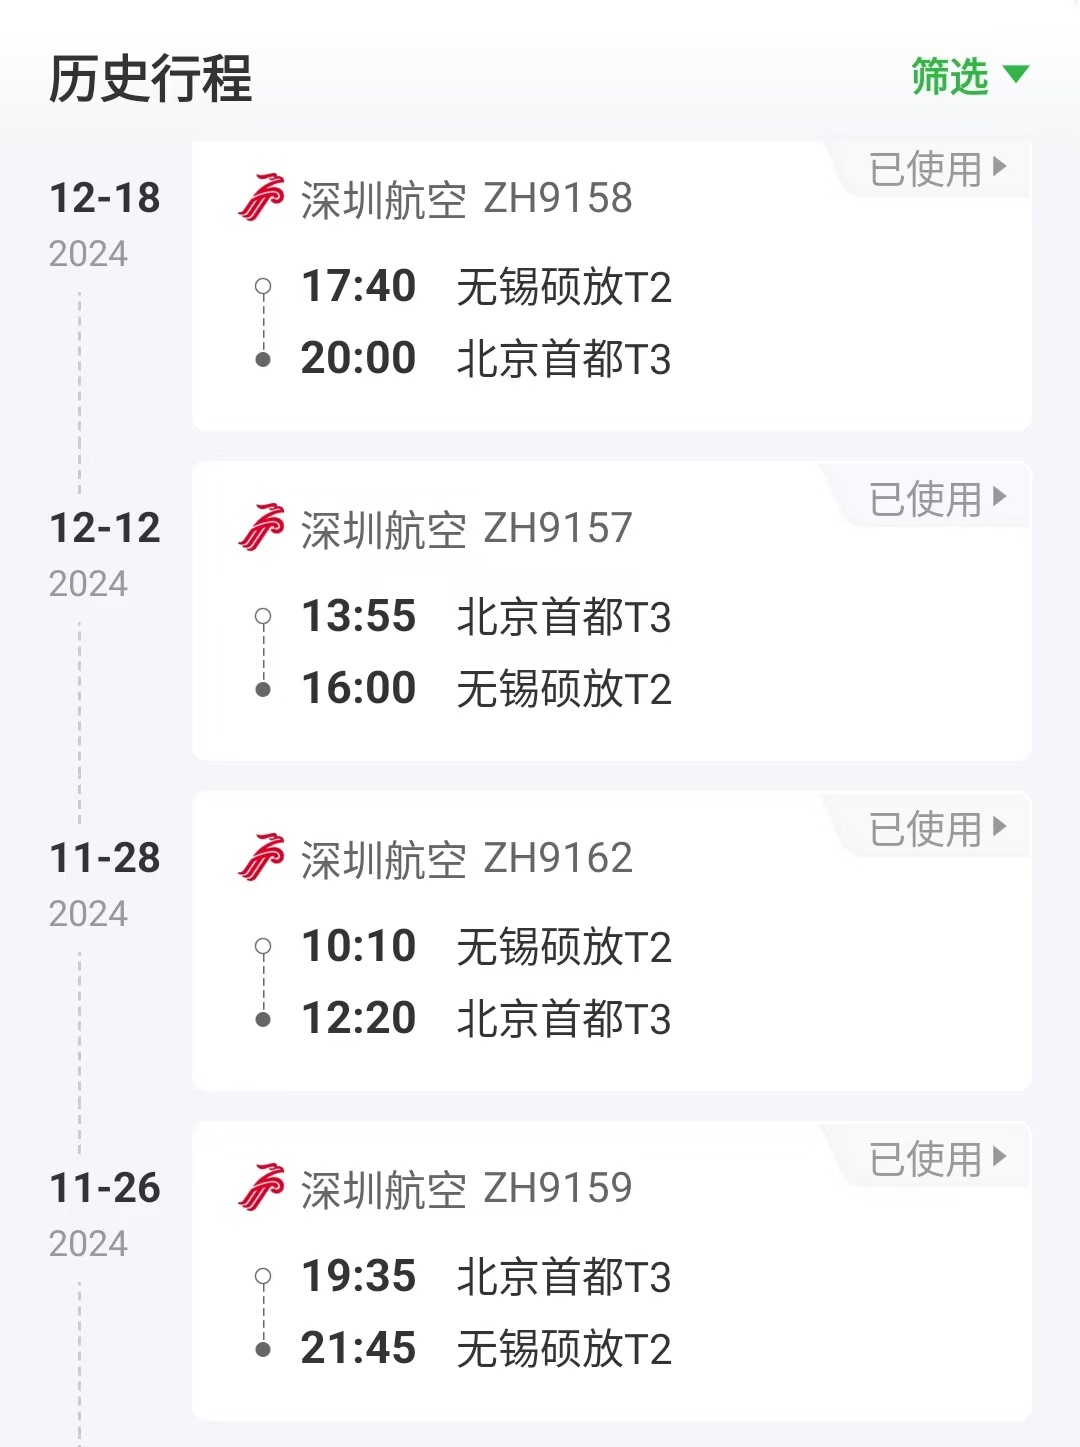 历史行程
筛选
12-18
2024
深圳航空 ZH9158
已使用
17:40 无锡硕放T2
20:00 北京首都T3
12-12
2024
深圳航空 ZH9157
已使用
13:55 北京首都T3
16:00 无锡硕放T2
11-28
2024
深圳航空 ZH9162
已使用
10:10 无锡硕放T2
12:20 北京首都T3
11-26
2024
深圳航空 ZH9159
已使用
19:35 北京首都T3
21:45 无锡硕放T2